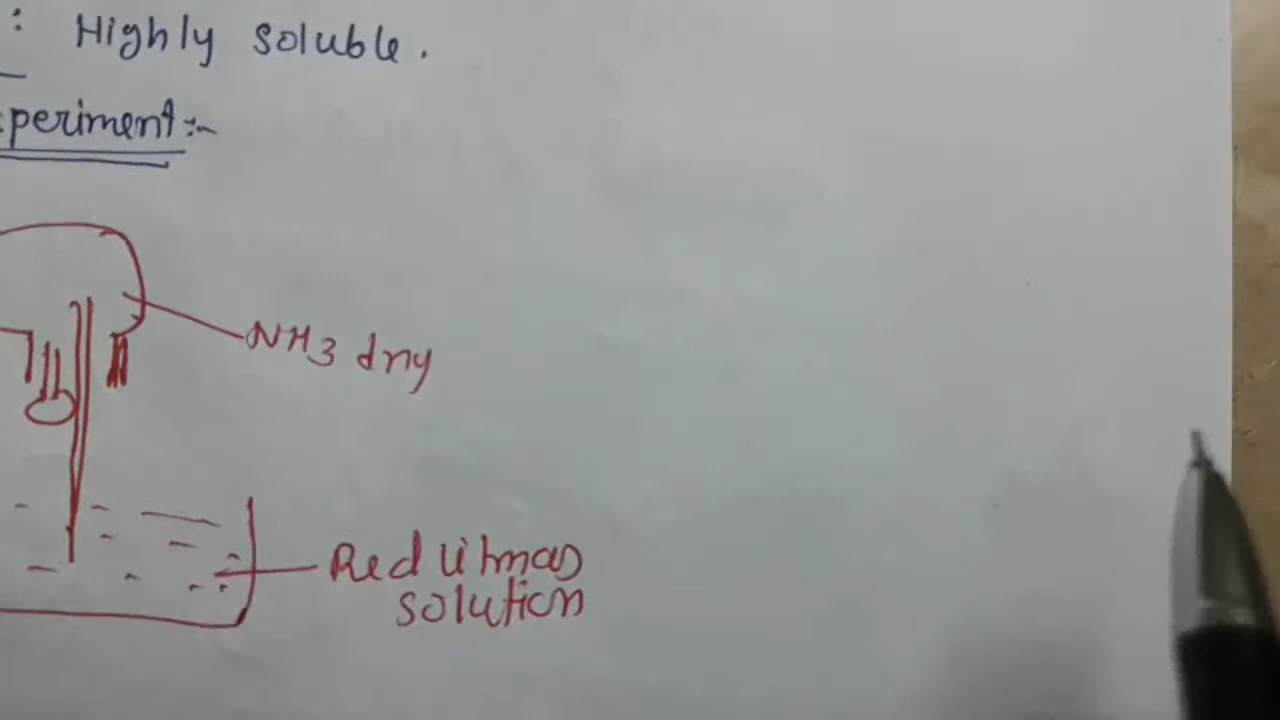 : Highly soluble.
periment:-
NH3 dry
Red litmas
solution